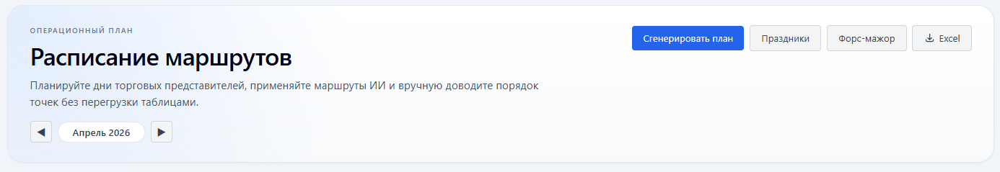 ОПЕРАЦИОННЫЙ ПЛАН
Расписание маршрутов
Планируйте дни торговых представителей, применяйте маршруты ИИ и вручную доводите порядок
точек без перегрузки таблицами.
◀ Апрель 2026 ▶
Сгенерировать план Праздники Форс-мажор Excel